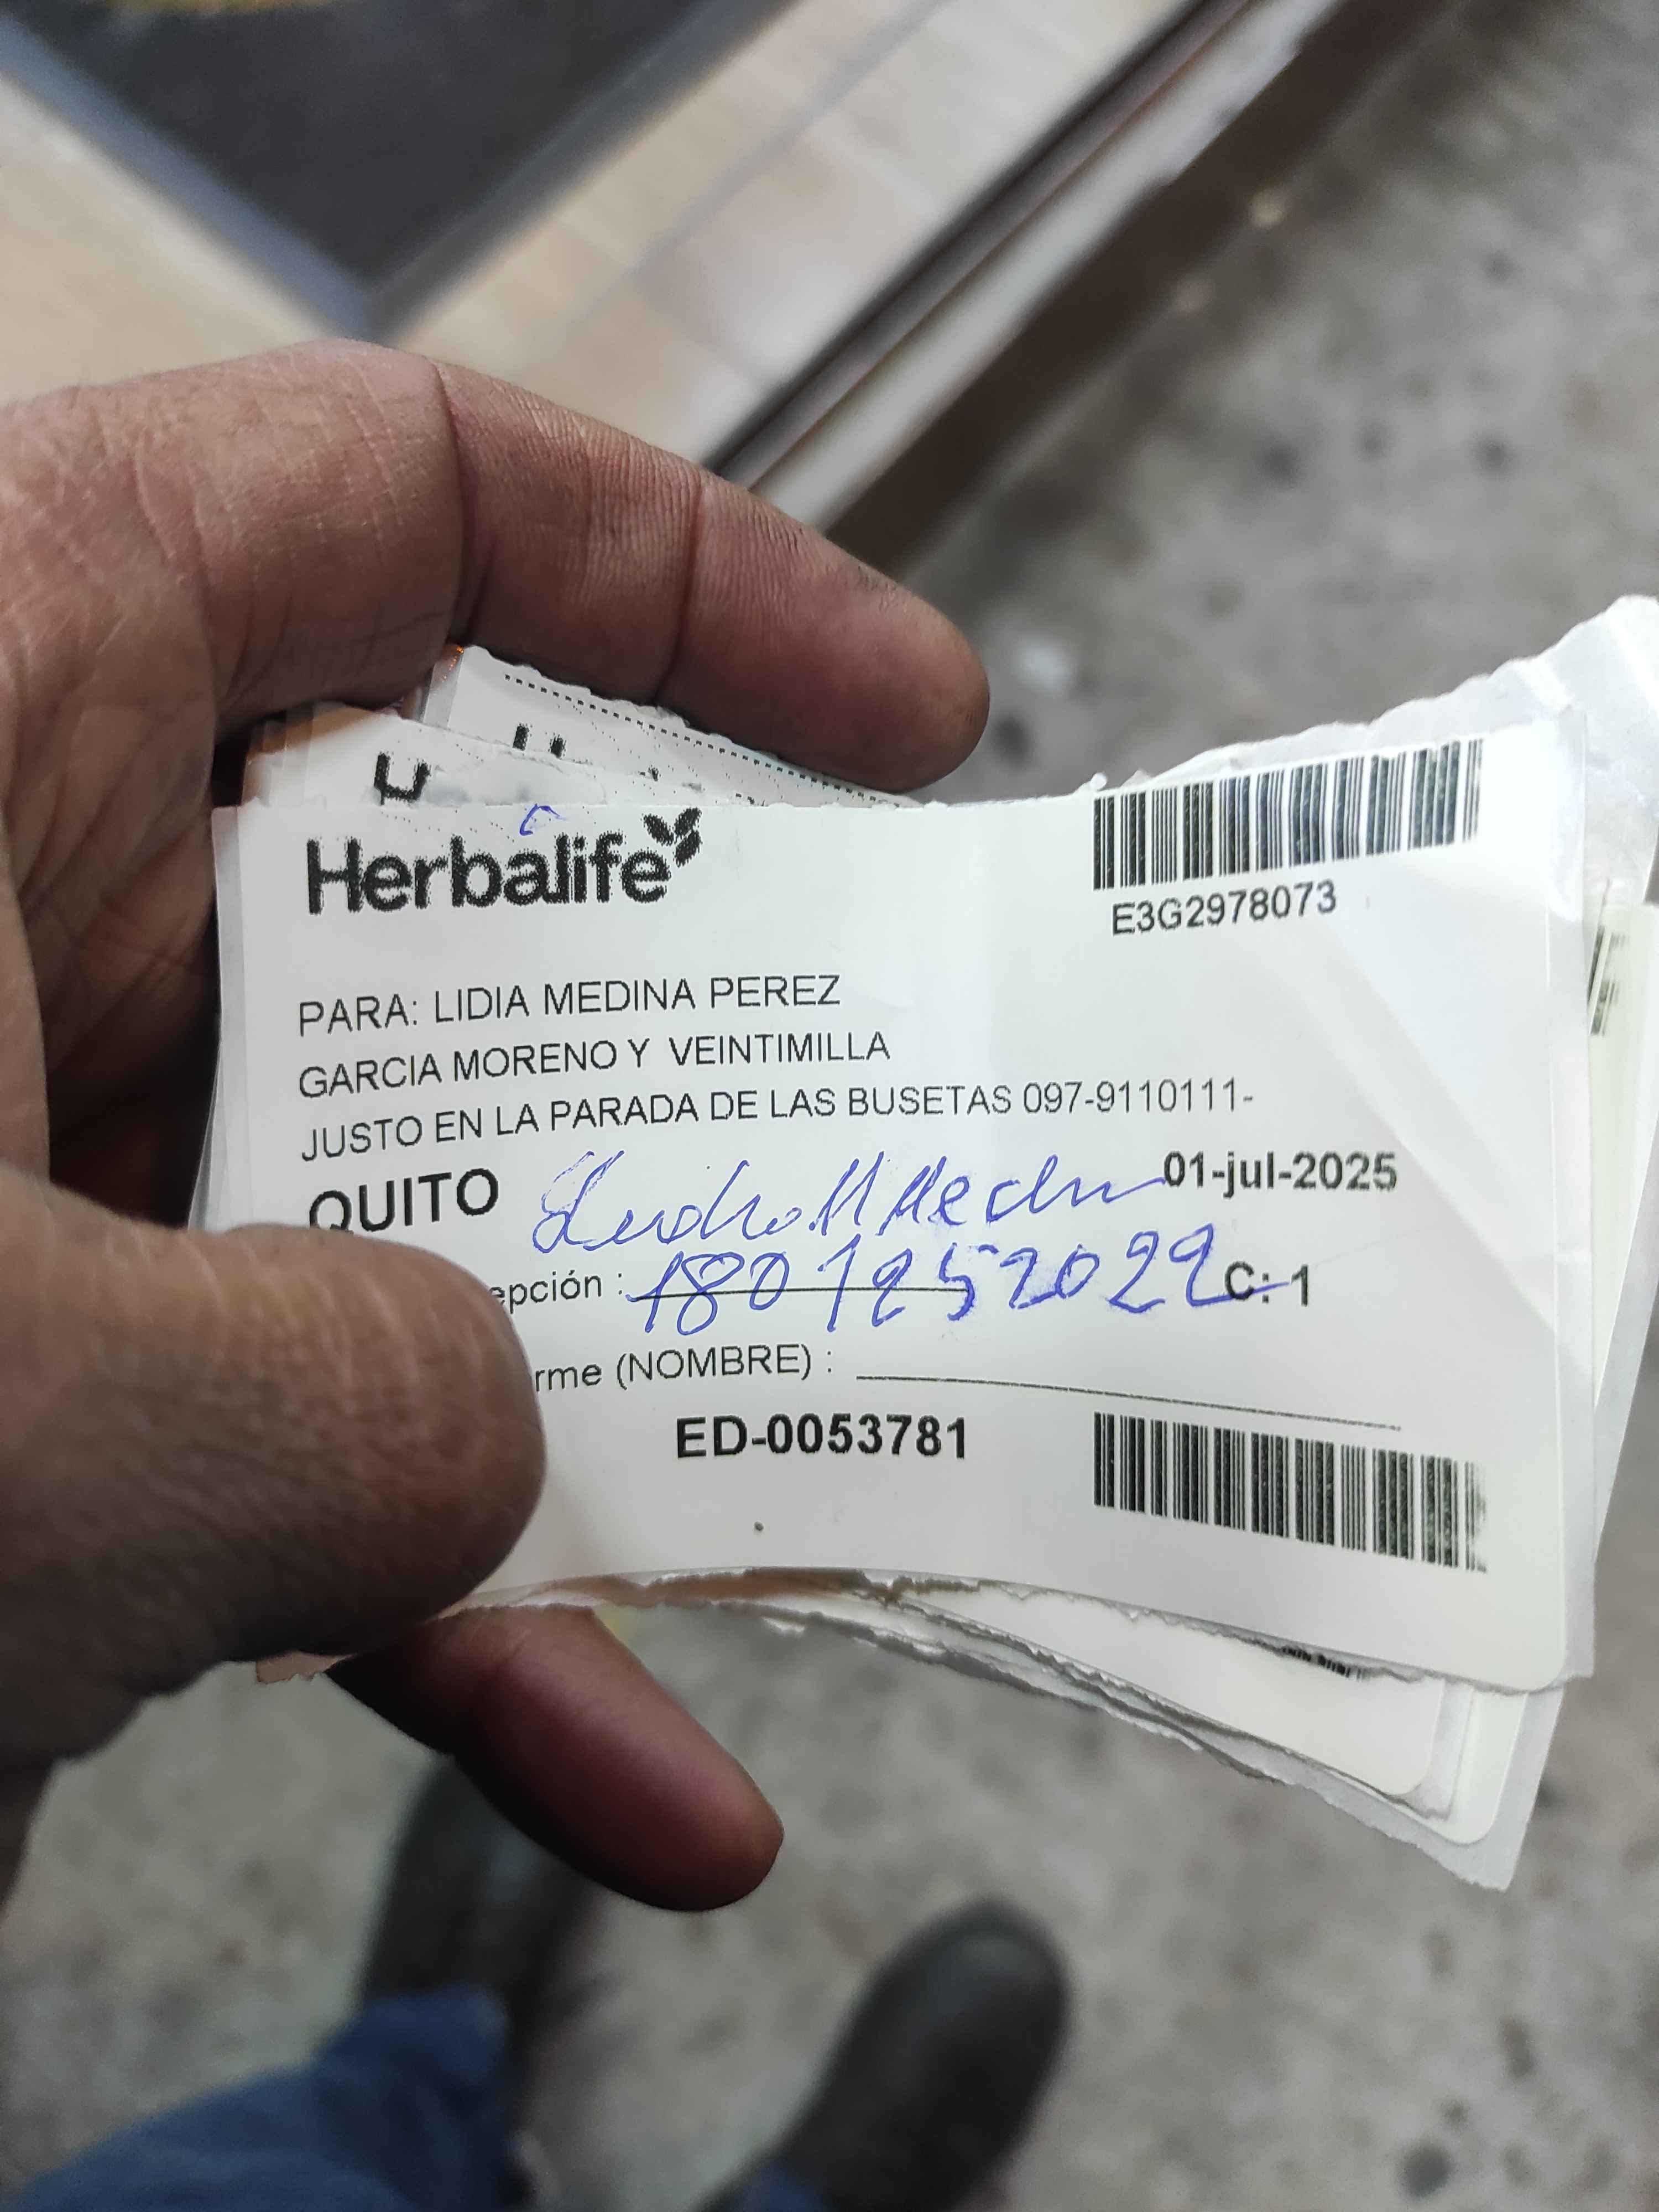 Herbalife
E3G2978073
PARA: LIDIA MEDINA PEREZ
GARCIA MORENO Y VEINTIMILLA
JUSTO EN LA PARADA DE LAS BUSETAS 097-9110111-
QUITO
01-jul-2025
epción : 1801252022 C: 1
rme (NOMBRE) :
ED-0053781